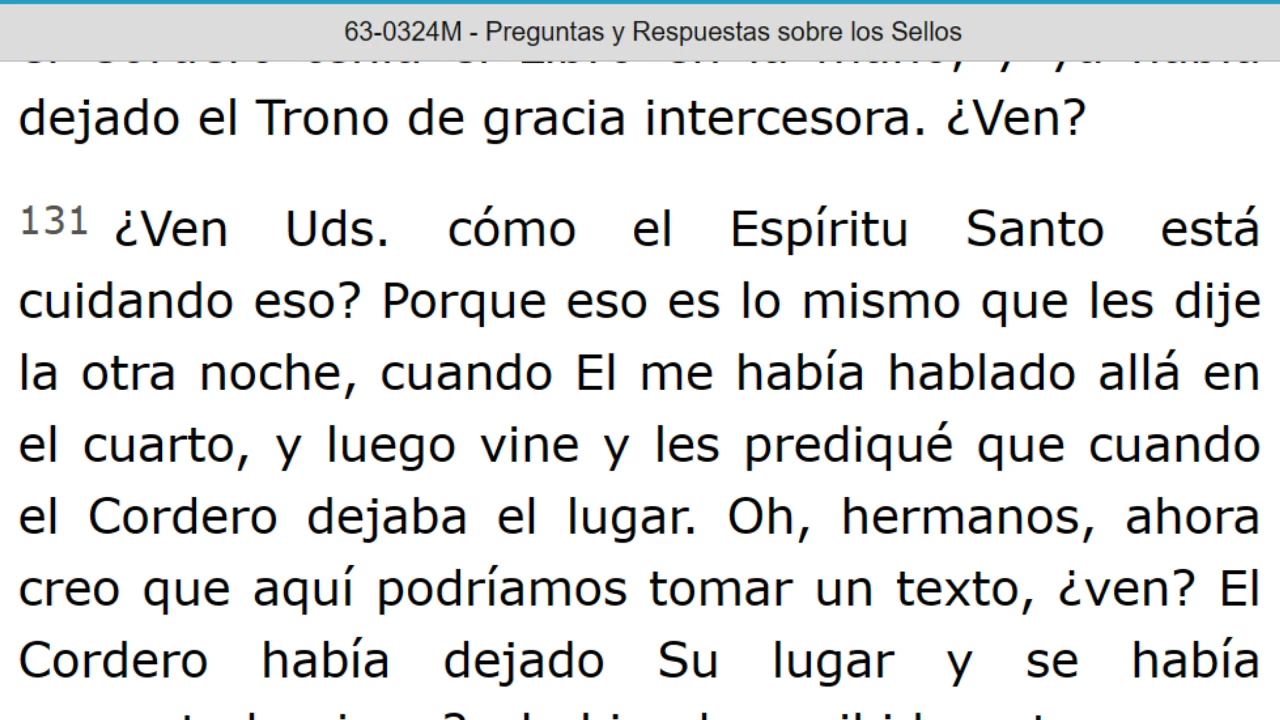 63-0324M - Preguntas y Respuestas sobre los Sellos
dejado el Trono de gracia intercesora. ¿Ven?
131 ¿Ven Uds. cómo el Espíritu Santo está
cuidando eso? Porque eso es lo mismo que les dije
la otra noche, cuando El me había hablado allá en
el cuarto, y luego vine y les prediqué que cuando
el Cordero dejaba el lugar. Oh, hermanos, ahora
creo que aquí podríamos tomar un texto, ¿ven? El
Cordero había dejado Su lugar y se había